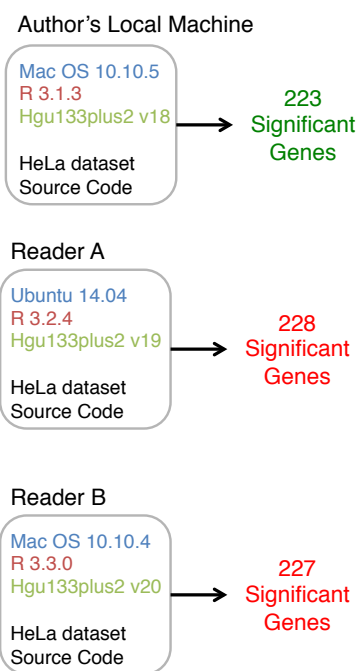 Author’s Local Machine
Mac OS 10.10.5
R 3.1.3
Hgu133plus2 v18
HeLa dataset
Source Code
223
Significant
Genes
Reader A
Ubuntu 14.04
R 3.2.4
Hgu133plus2 v19
HeLa dataset
Source Code
228
Significant
Genes
Reader B
Mac OS 10.10.4
R 3.3.0
Hgu133plus2 v20
HeLa dataset
Source Code
227
Significant
Genes